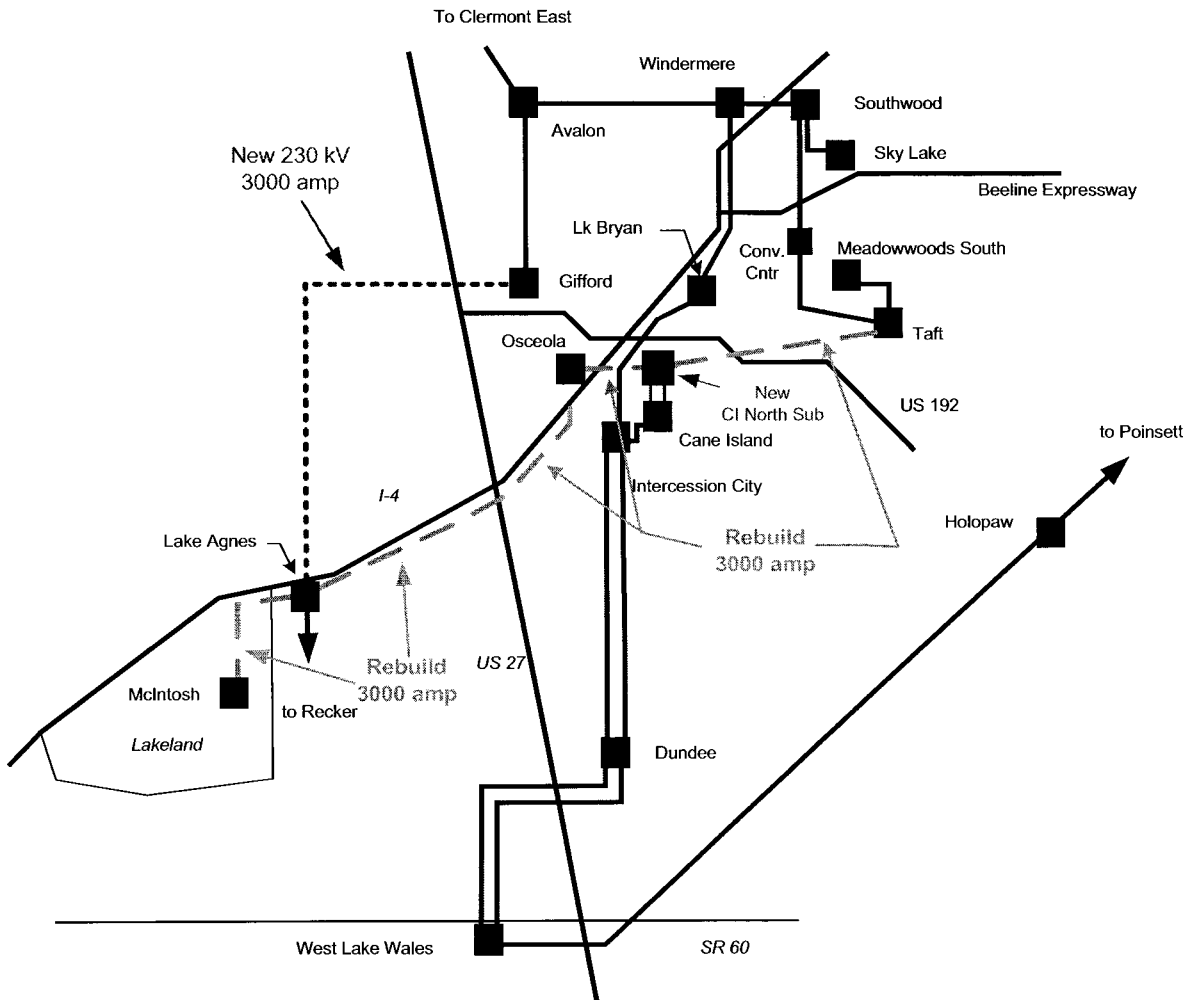 To Clermont East
Windermere
Southwood
Avalon
Sky Lake
New 230 kV
3000 amp
Beeline Expressway
Lk Bryan
Conv.
Cntr
Meadowwoods South
Gifford
Osceola
Taft
New
CI North Sub
US 192
Cane Island
to Poinsett
I-4
Intercession City
Holopaw
Lake Agnes
Rebuild
3000 amp
US 27
Rebuild
3000 amp
McIntosh
to Recker
Lakeland
Dundee
West Lake Wales
SR 60